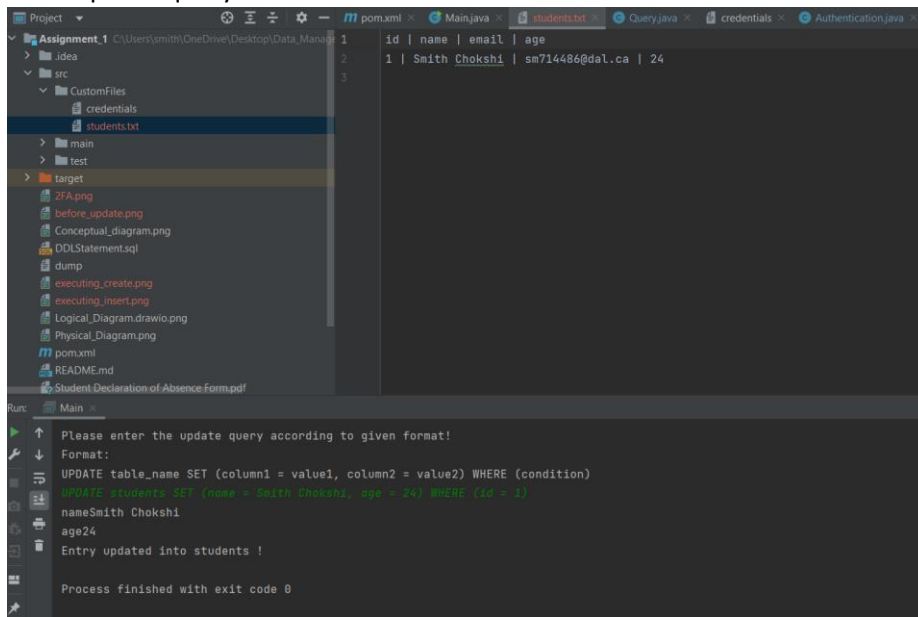 Project
pom.xml
Main.java
students.txt
Query.java
credentials
Authentication.java
Assignment_1 C:\Users\smith\OneDrive\Desktop\Data_Manage
.idea
src
CustomFiles
credentials
students.txt
main
test
target
2FA.png
before_update.png
Conceptual_diagram.png
DDLStatement.sql
dump
executing_create.png
executing_insert.png
Logical_Diagram.drawio.png
Physical_Diagram.png
pom.xml
README.md
Student Declaration of Absence Form.pdf
1 id | name | email | age
2 1 | Smith Chokshi | sm714486@dal.ca | 24
3
Run: Main
Please enter the update query according to given format!
Format:
UPDATE table_name SET (column1 = value1, column2 = value2) WHERE (condition)
UPDATE students SET (name = Smith Chokshi, age = 24) WHERE (id = 1)
nameSmith Chokshi
age24
Entry updated into students !
Process finished with exit code 0